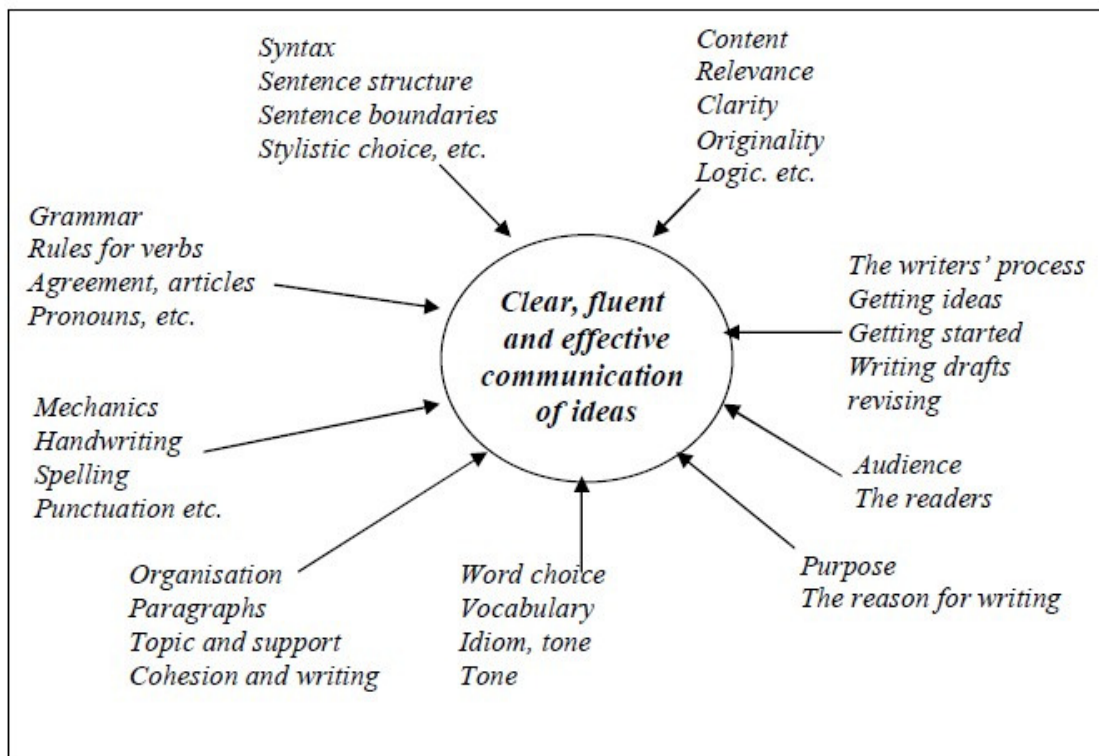 Syntax
Sentence structure
Sentence boundaries
Stylistic choice, etc.
Content
Relevance
Clarity
Originality
Logic. etc.
Grammar
Rules for verbs
Agreement, articles
Pronouns, etc.
Clear, fluent
and effective
communication
of ideas
The writers’ process
Getting ideas
Getting started
Writing drafts
revising
Mechanics
Handwriting
Spelling
Punctuation etc.
Audience
The readers
Organisation
Paragraphs
Topic and support
Cohesion and writing
Word choice
Vocabulary
Idiom, tone
Tone
Purpose
The reason for writing